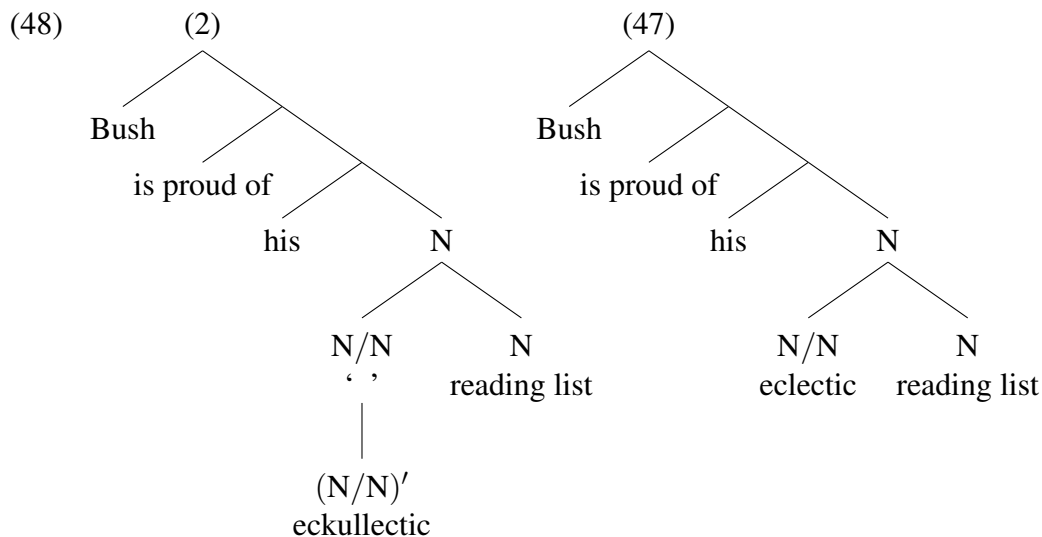 (48) (2) (47)
Bush Bush
is proud of is proud of
his N his N
N/N N N/N N
‘ ’ reading list eclectic reading list
(N/N)′
eckullectic